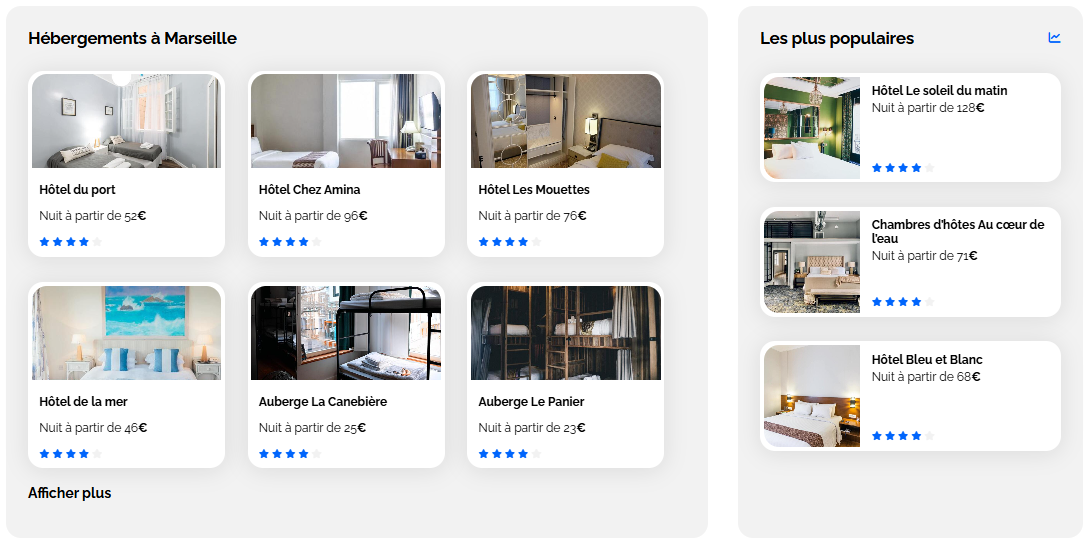 Hébergements à Marseille
Hôtel du port
Nuit à partir de 52€
Hôtel Chez Amina
Nuit à partir de 96€
Hôtel Les Mouettes
Nuit à partir de 76€
Hôtel de la mer
Nuit à partir de 46€
Auberge La Canebière
Nuit à partir de 25€
Auberge Le Panier
Nuit à partir de 23€
Afficher plus
Les plus populaires
Hôtel Le soleil du matin
Nuit à partir de 128€
Chambres d'hôtes Au cœur de
l'eau
Nuit à partir de 71€
Hôtel Bleu et Blanc
Nuit à partir de 68€